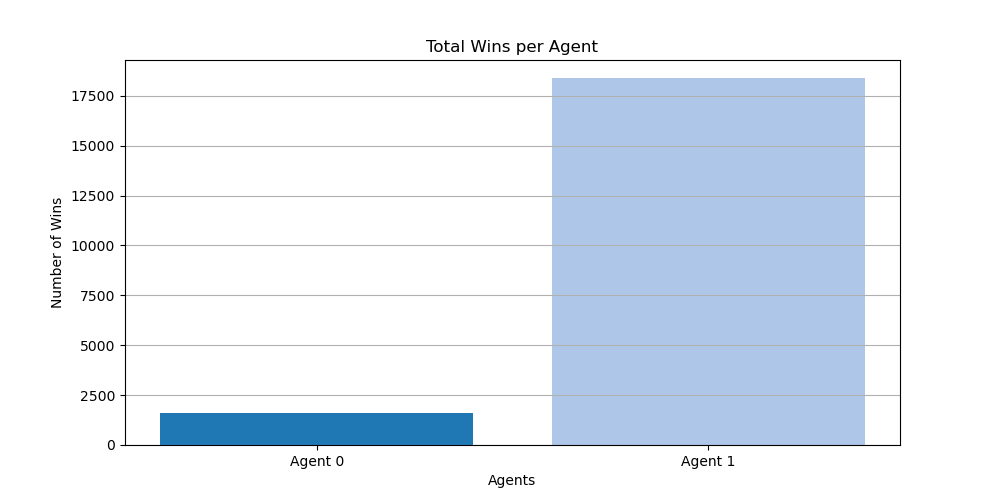 Total Wins per Agent
Number of Wins
17500
15000
12500
10000
7500
5000
2500
0
Agent 0
Agent 1
Agents